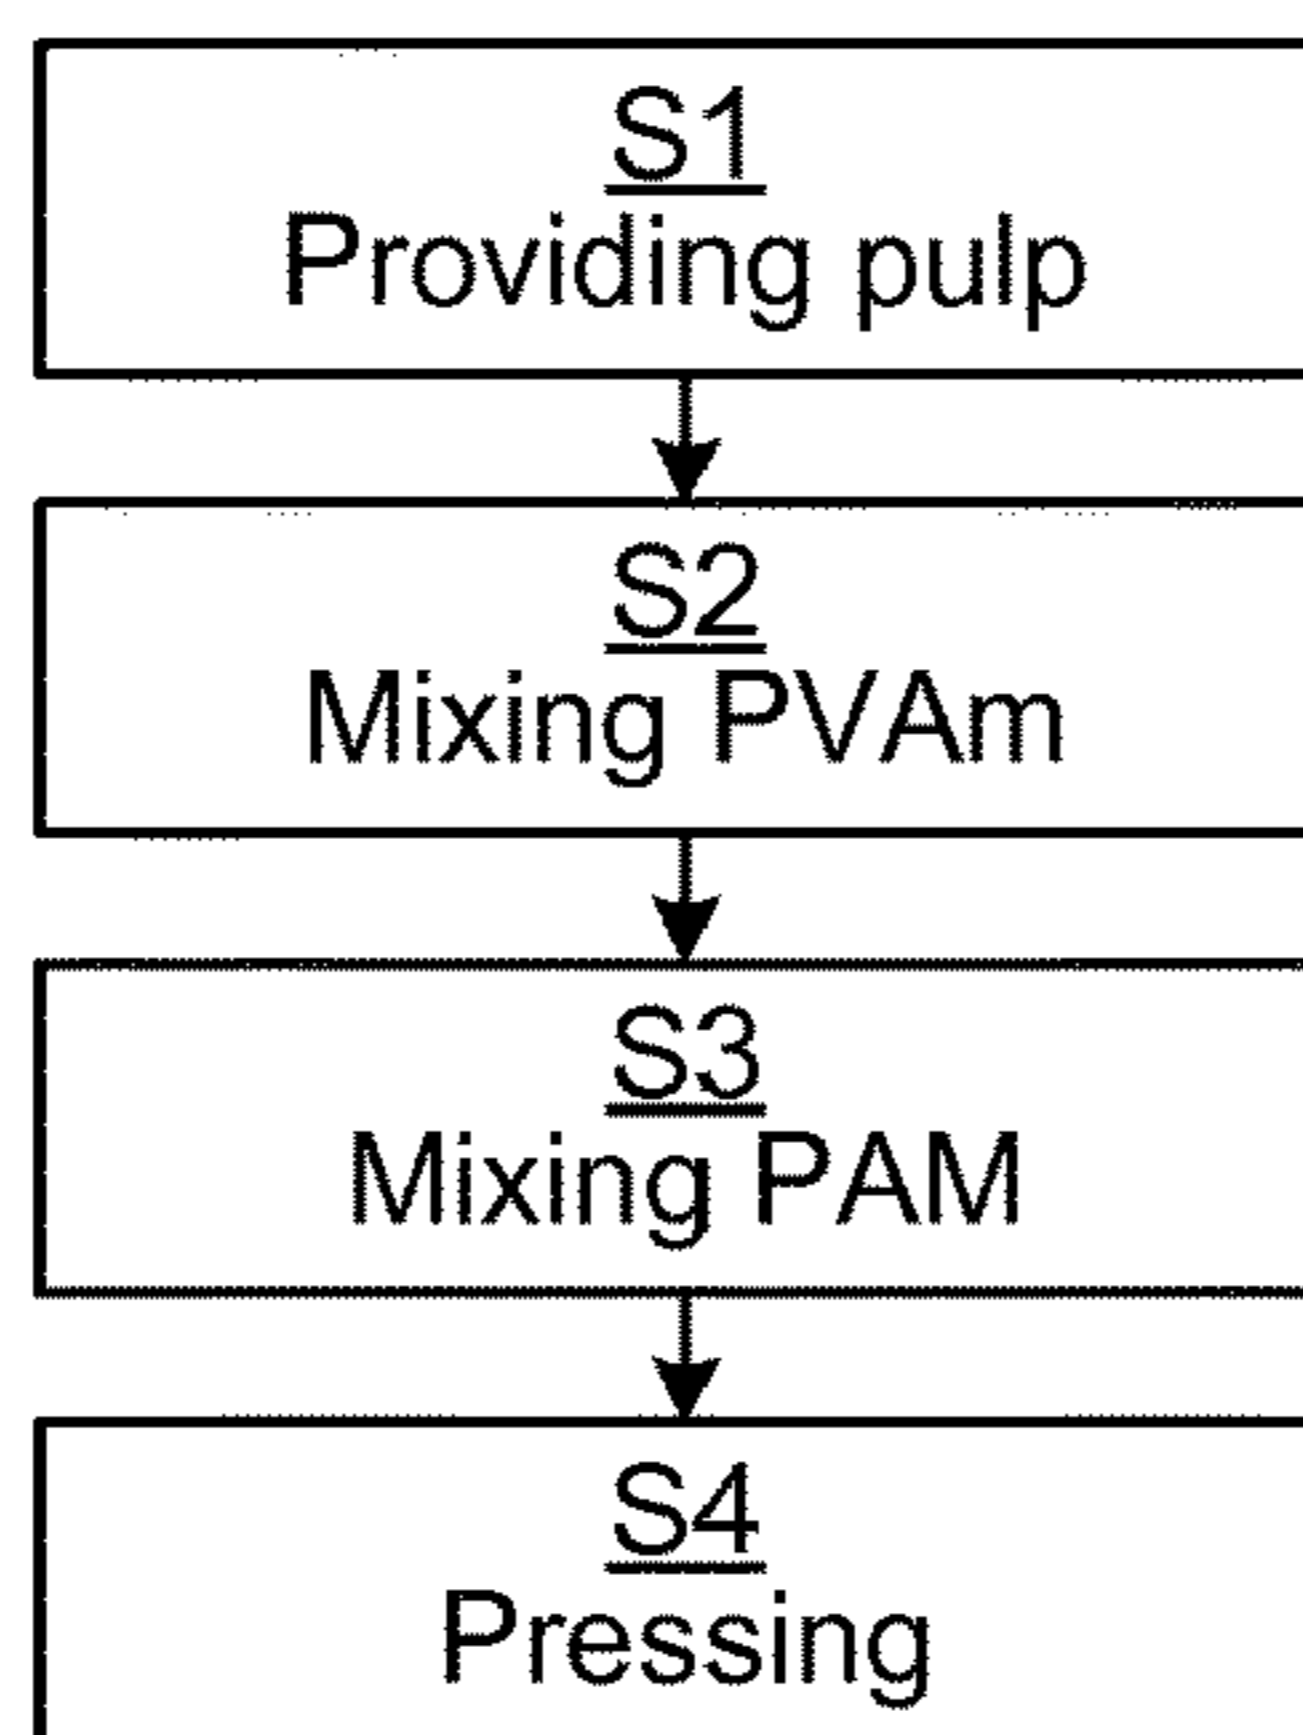 S1
Providing pulp
S2
Mixing PVAm
S3
Mixing PAM
S4
Pressing